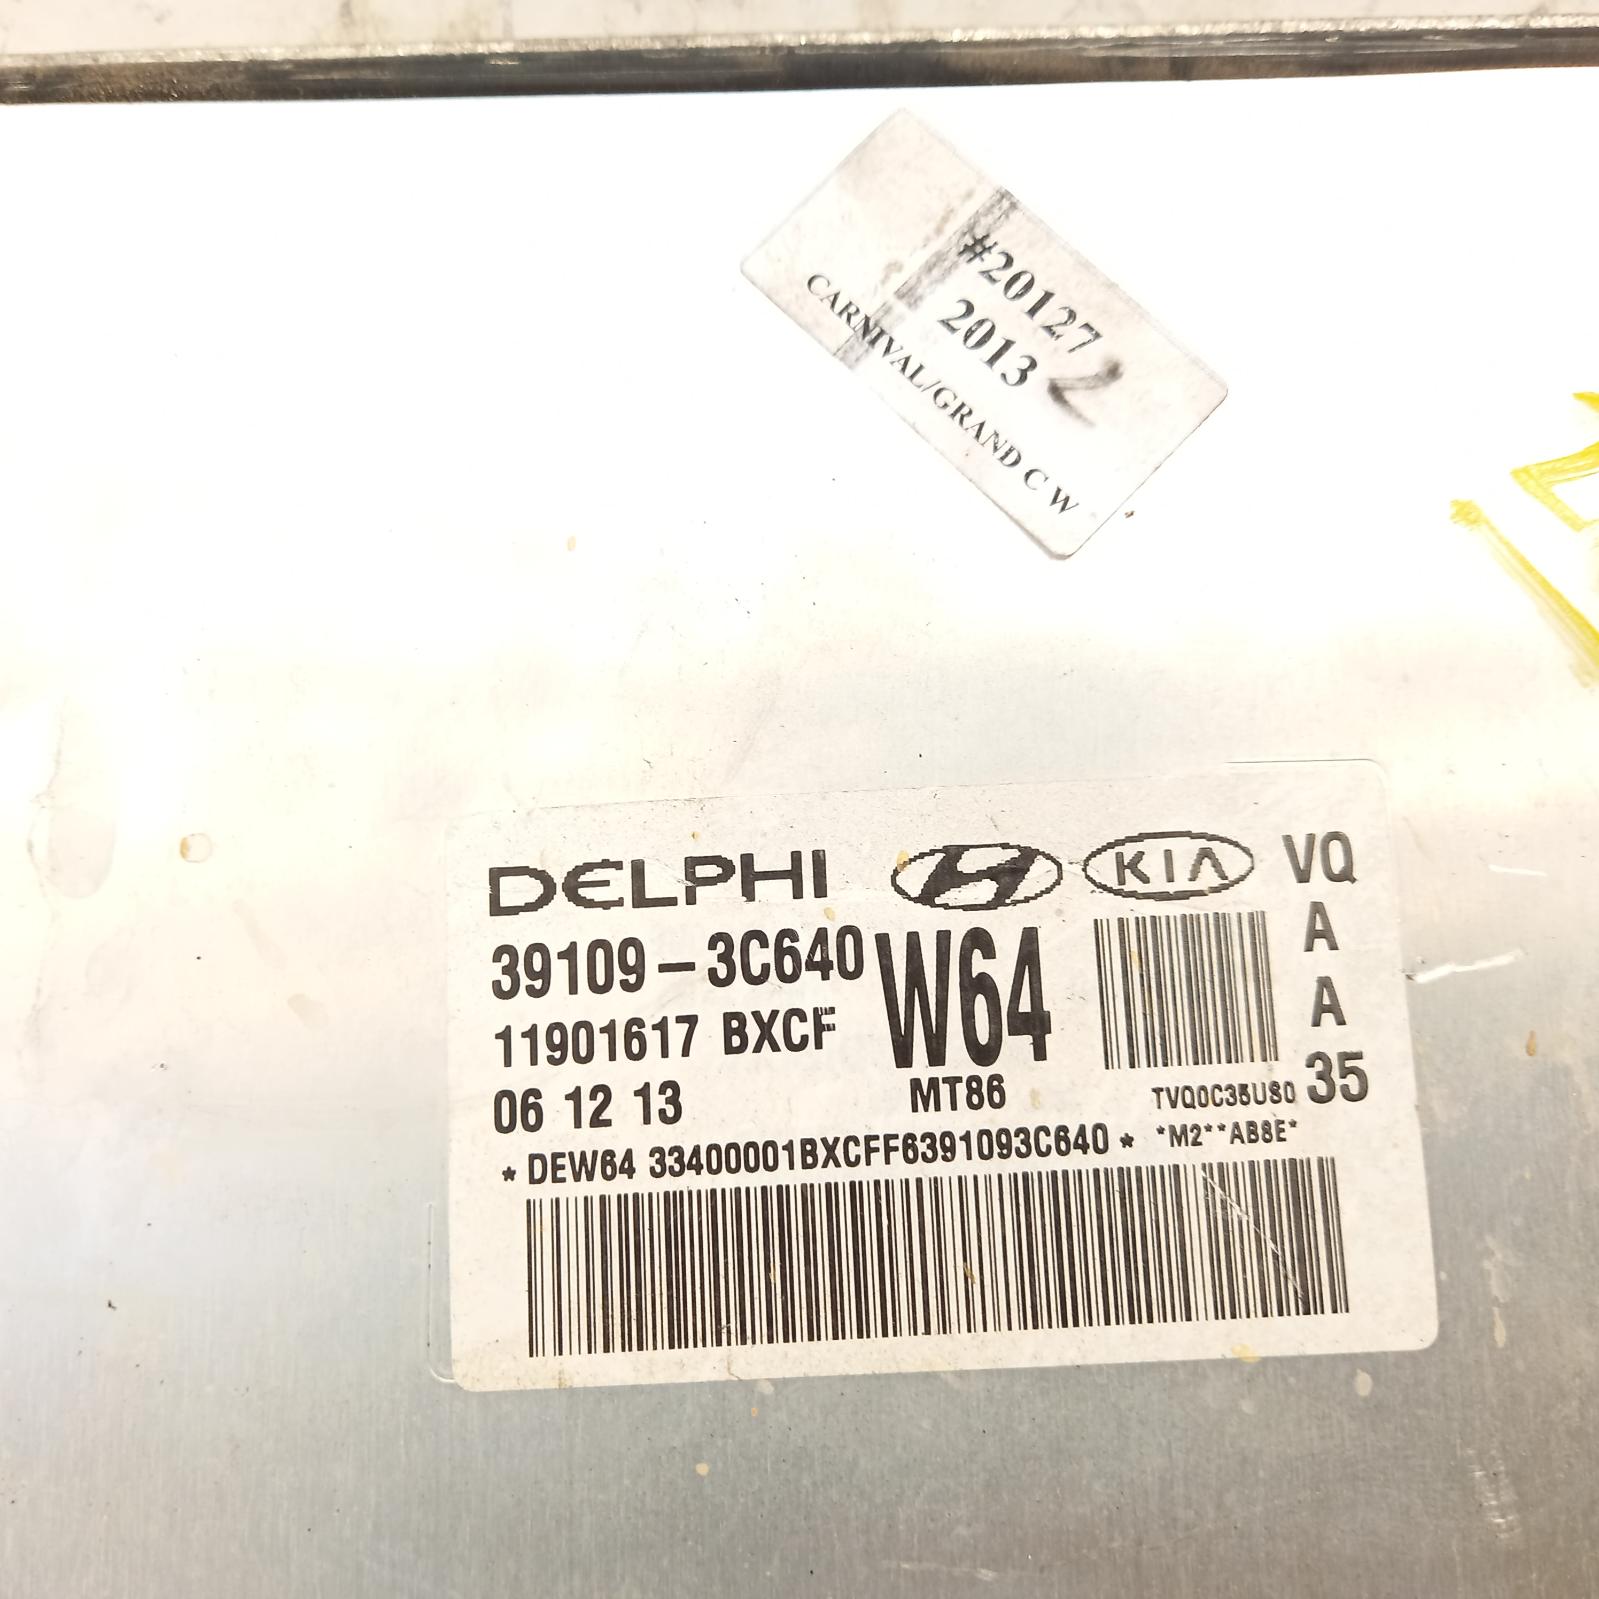 #20127
2013 2
CARNIVAL/GRAND C W
DELPHI KIA VQ
39109-3C640 W64 A
11901617 BXCF A
06 12 13 MT86 TVQ0C35US0 35
* DEW64 33400001BXCFF6391093C640 * *M2**AB8E*